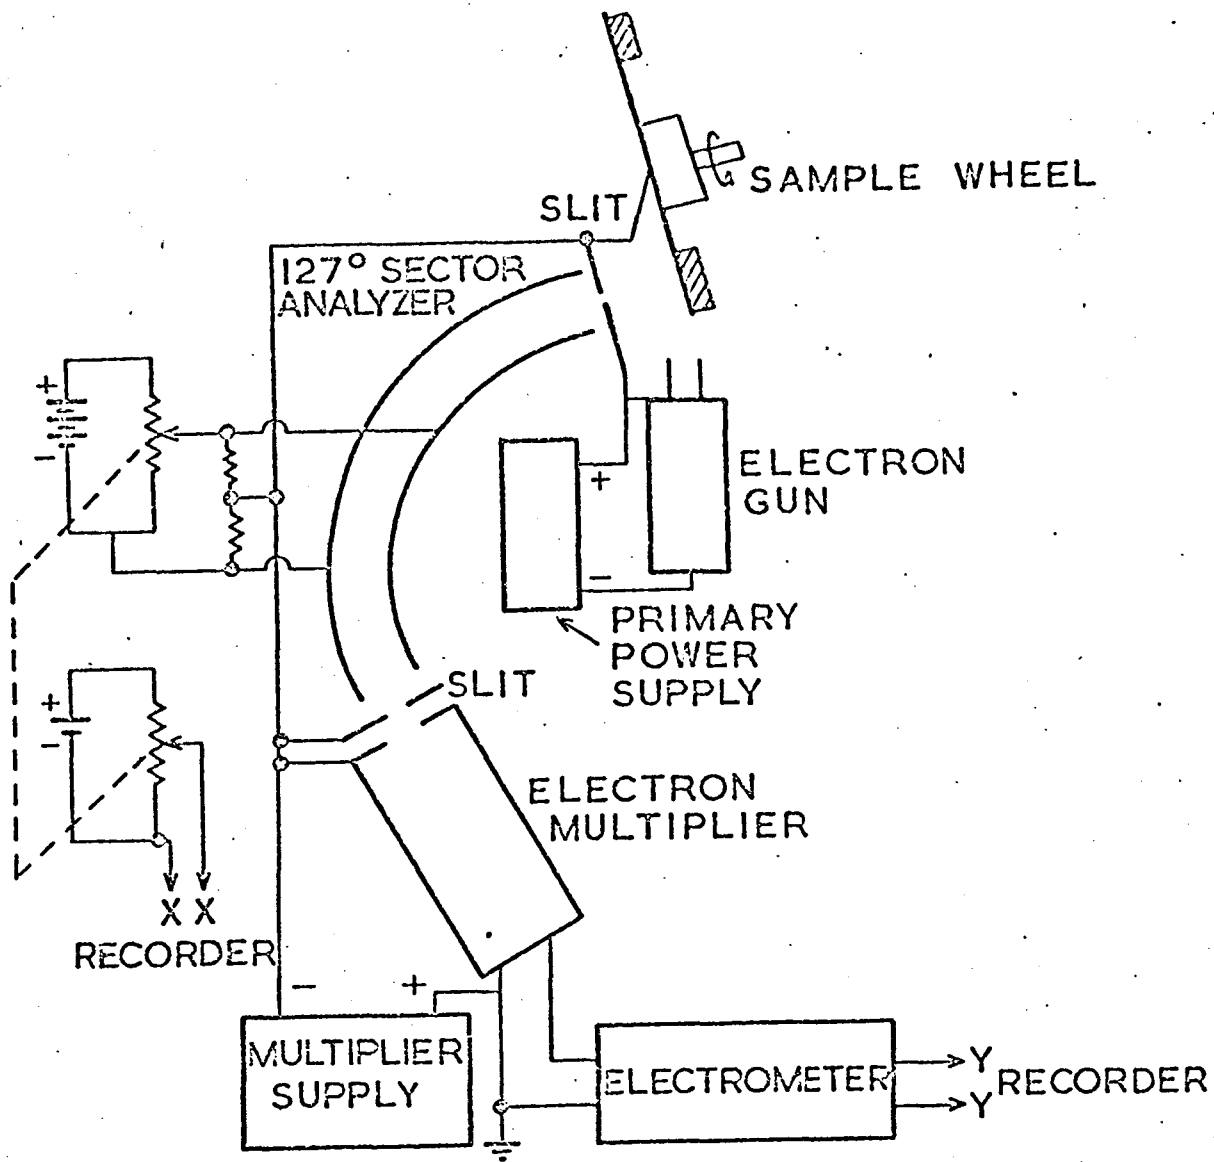 SAMPLE WHEEL
SLIT
127° SECTOR
ANALYZER
+
−
ELECTRON
GUN
+
−
PRIMARY
POWER
SUPPLY
SLIT
+
−
ELECTRON
MULTIPLIER
X X
RECORDER
− +
MULTIPLIER
SUPPLY
ELECTROMETER
Y
Y
RECORDER